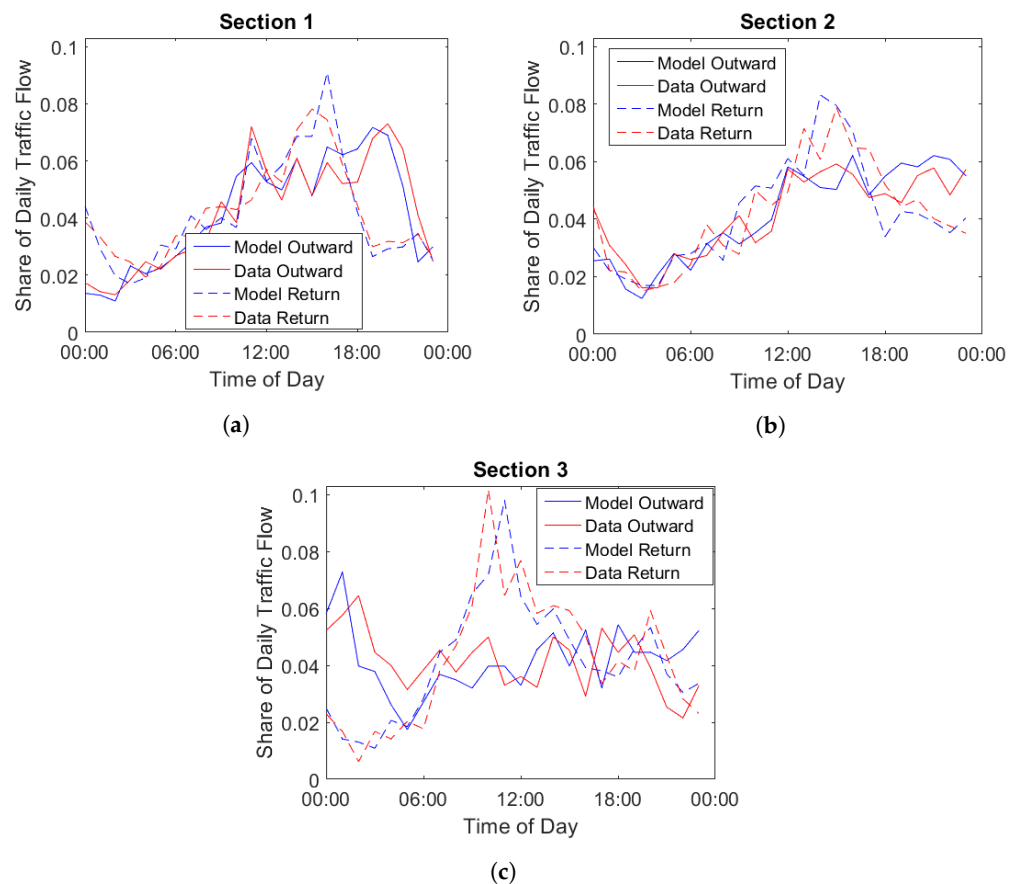 Section 1
Share of Daily Traffic Flow
0.1
0.08
0.06
0.04
0.02
0
Model Outward
Data Outward
Model Return
Data Return
00:00 06:00 12:00 18:00 00:00
Time of Day
(a)
Section 2
Share of Daily Traffic Flow
0.1
0.08
0.06
0.04
0.02
0
Model Outward
Data Outward
Model Return
Data Return
00:00 06:00 12:00 18:00 00:00
Time of Day
(b)
Section 3
Share of Daily Traffic Flow
0.1
0.08
0.06
0.04
0.02
0
Model Outward
Data Outward
Model Return
Data Return
00:00 06:00 12:00 18:00 00:00
Time of Day
(c)